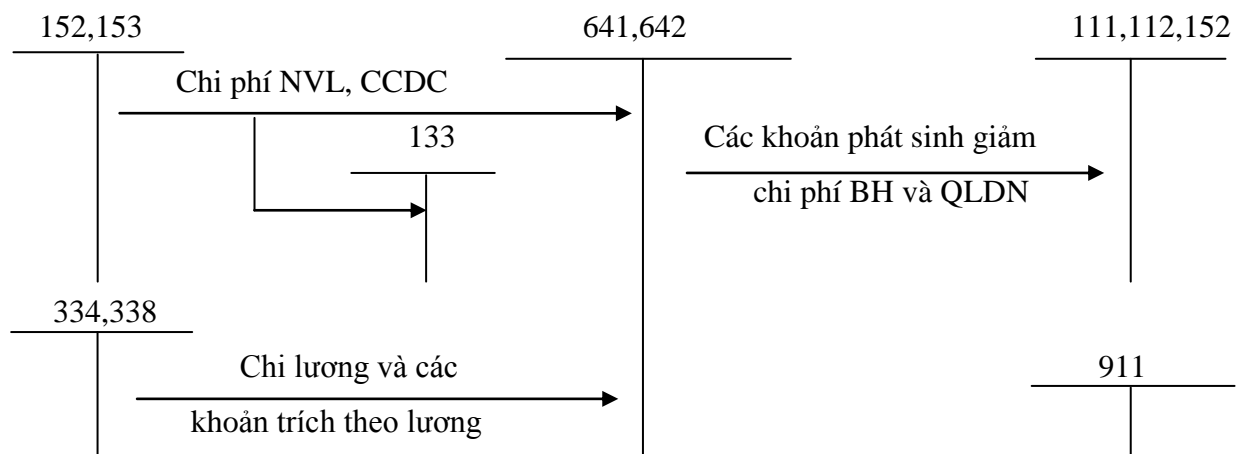 152,153
641,642
111,112,152
Chi phí NVL, CCDC
133
Các khoản phát sinh giảm
chi phí BH và QLDN
334,338
Chi lương và các
khoản trích theo lương
911